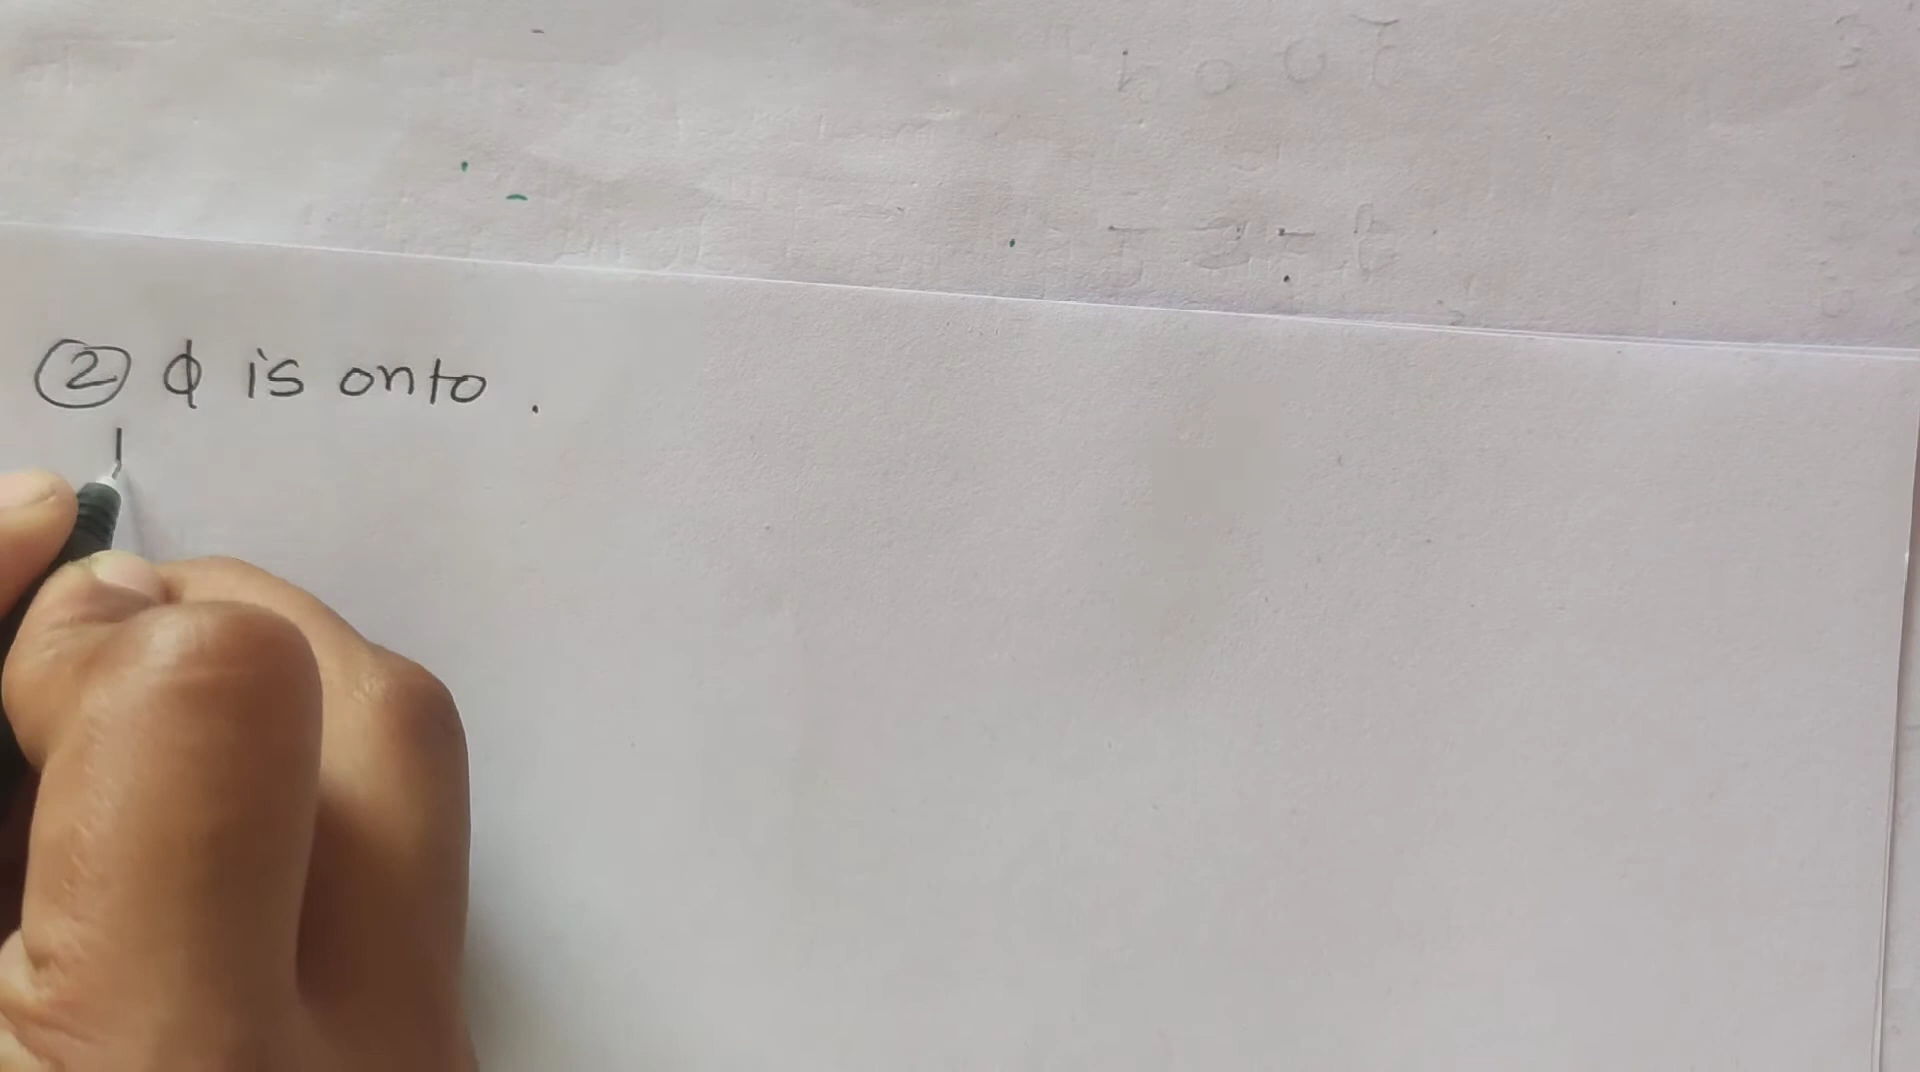 ② φ is onto .